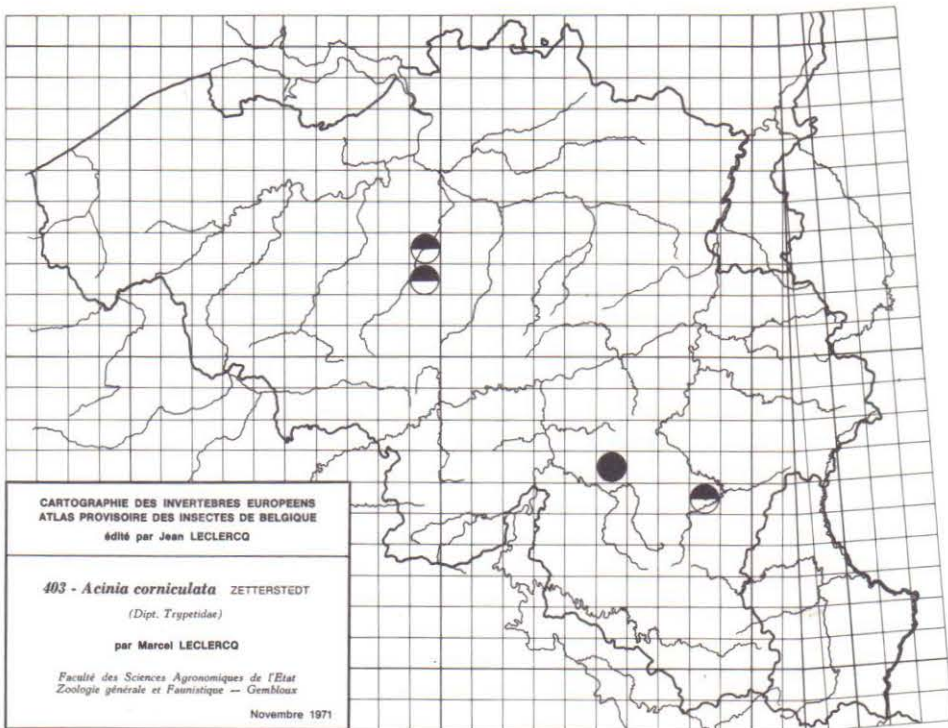 CARTOGRAPHIE DES INVERTEBRES EUROPEENS
ATLAS PROVISOIRE DES INSECTES DE BELGIQUE
édité par Jean LECLERCQ
403 - Acinia corniculata ZETTERSTEDT
(Dipt. Trypetidae)
par Marcel LECLERCQ
Faculté des Sciences Agronomiques de l'Etat
Zoologie générale et Faunistique — Gembloux
Novembre 1971